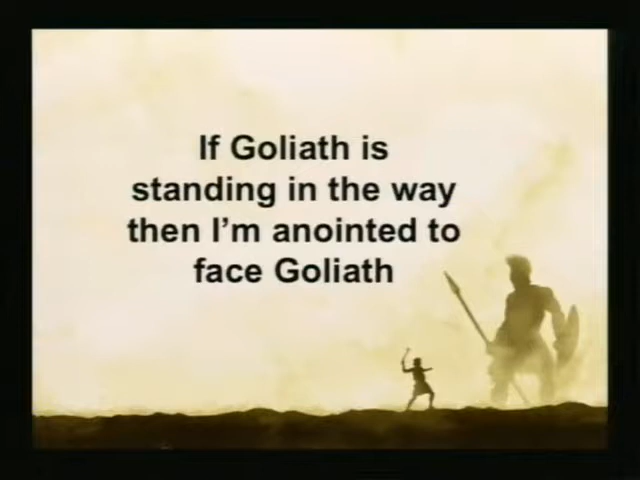 If Goliath is
standing in the way
then I'm anointed to
face Goliath